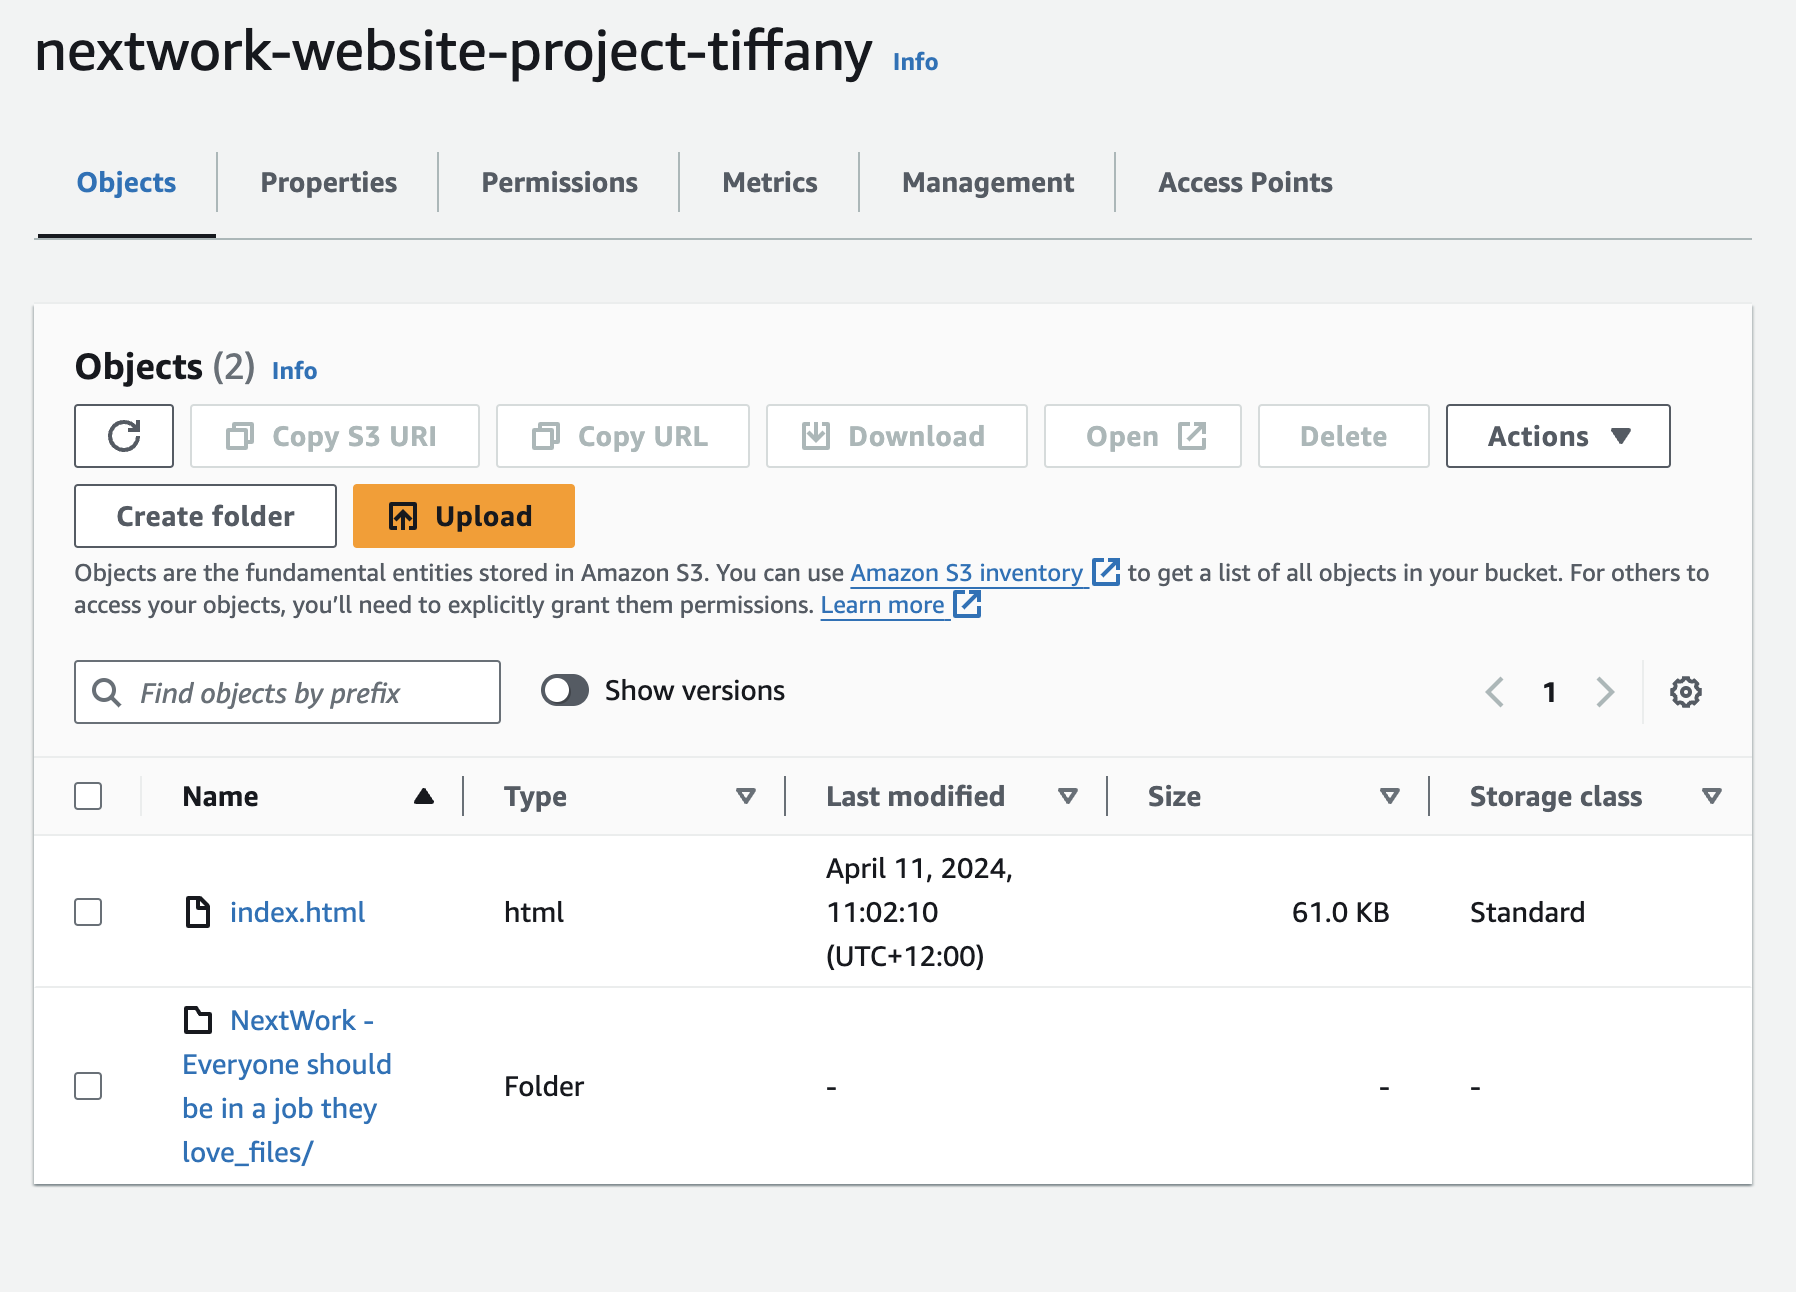 nextwork-website-project-tiffany Info
Objects Properties Permissions Metrics Management Access Points
Objects (2) Info
Copy S3 URI Copy URL Download Open Delete Actions
Create folder Upload
Objects are the fundamental entities stored in Amazon S3. You can use Amazon S3 inventory to get a list of all objects in your bucket. For others to
access your objects, you’ll need to explicitly grant them permissions. Learn more
Find objects by prefix Show versions 1
Name Type Last modified Size Storage class
April 11, 2024,
index.html html 11:02:10 61.0 KB Standard
(UTC+12:00)
NextWork -
Everyone should
be in a job they
love_files/
Folder - - -